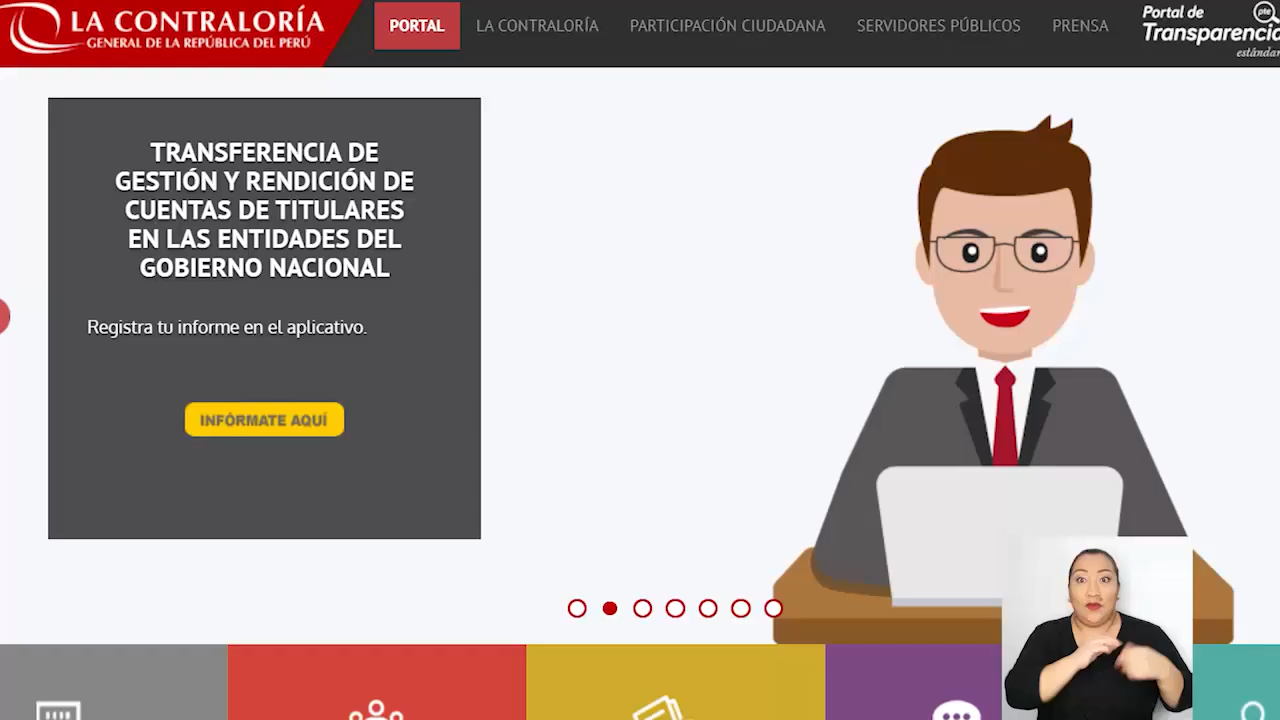 LA CONTRALORÍA
GENERAL DE LA REPÚBLICA DEL PERÚ
PORTAL
LA CONTRALORÍA
PARTICIPACIÓN CIUDADANA
SERVIDORES PÚBLICOS
PRENSA
Portal de
pte
Transparencia
estándar
TRANSFERENCIA DE
GESTIÓN Y RENDICIÓN DE
CUENTAS DE TITULARES
EN LAS ENTIDADES DEL
GOBIERNO NACIONAL
Registra tu informe en el aplicativo.
INFÓRMATE AQUÍ